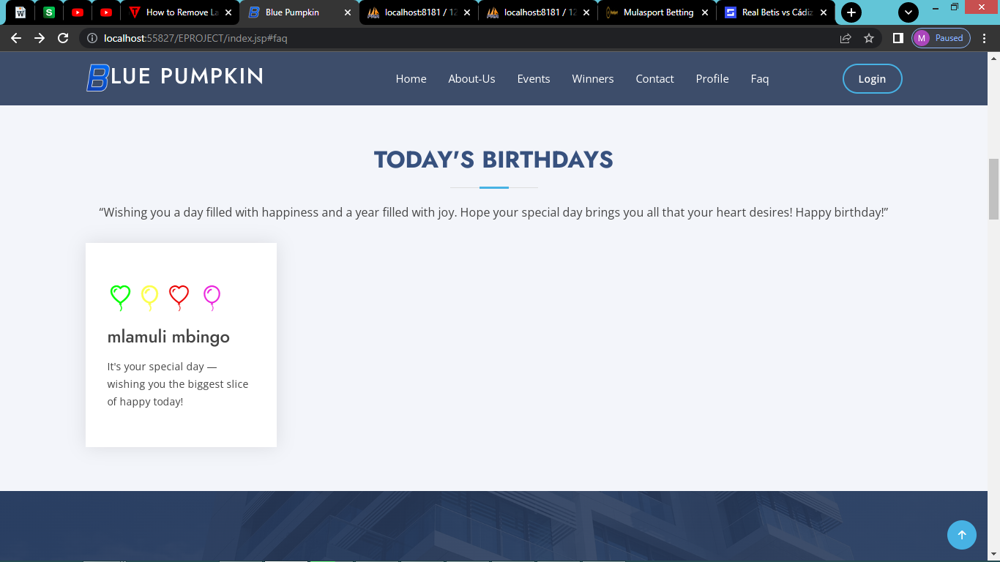 How to Remove La
Blue Pumpkin
localhost:8181 / 12
localhost:8181 / 12
Mulasport Betting
Real Betis vs Cádiz
localhost:55827/EPROJECT/index.jsp#faq
M Paused
BLUE PUMPKIN
Home
About-Us
Events
Winners
Contact
Profile
Faq
Login
TODAY'S BIRTHDAYS
“Wishing you a day filled with happiness and a year filled with joy. Hope your special day brings you all that your heart desires! Happy birthday!”
mlamuli mbingo
It's your special day —
wishing you the biggest slice
of happy today!